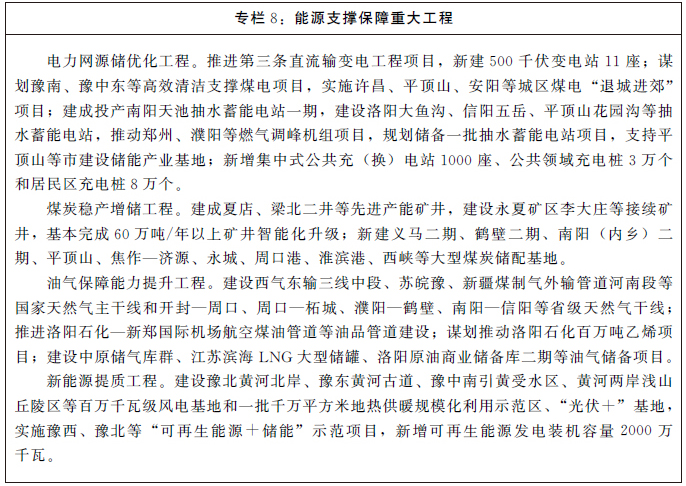 专栏 8：能源支撑保障重大工程
电力网源储优化工程。推进第三条直流输变电工程项目，新建 500 千伏变电站 11 座；谋
划豫南、豫中东等高效清洁支撑煤电项目，实施许昌、平顶山、安阳等城区煤电“退城进郊”
项目；建成投产南阳天池抽水蓄能电站一期，建设洛阳大鱼沟、信阳五岳、平顶山花园沟等抽
水蓄能电站，推动郑州、濮阳等燃气调峰机组项目，规划储备一批抽水蓄能电站项目，支持平
顶山等市建设储能产业基地；新增集中式公共充（换）电站 1000 座、公共领域充电桩 3 万个
和居民区充电桩 8 万个。
煤炭稳产增储工程。建成夏店、梁北二井等先进产能矿井，建设永夏矿区李大庄等接续矿
井，基本完成 60 万吨/年以上矿井智能化升级；新建义马二期、鹤壁二期、南阳（内乡）二
期、平顶山、焦作—济源、永城、周口港、淮滨港、西峡等大型煤炭储配基地。
油气保障能力提升工程。建设西气东输三线中段、苏皖豫、新疆煤制气外输管道河南段等
国家天然气主干线和开封—周口、周口—柘城、濮阳—鹤壁、南阳—信阳等省级天然气干线；
推进洛阳石化—新郑国际机场航空煤油管道等油品管道建设；谋划推动洛阳石化百万吨乙烯项
目；建设中原储气库群、江苏滨海 LNG 大型储罐、洛阳原油商业储备库二期等油气储备项目。
新能源提质工程。建设豫北黄河北岸、豫东黄河古道、豫中南引黄受水区、黄河两岸浅山
丘陵区等百万千瓦级风电基地和一批千万平方米地热供暖规模化利用示范区、“光伏＋”基地，
实施豫西、豫北等“可再生能源＋储能”示范项目，新增可再生能源发电装机容量 2000 万
千瓦。